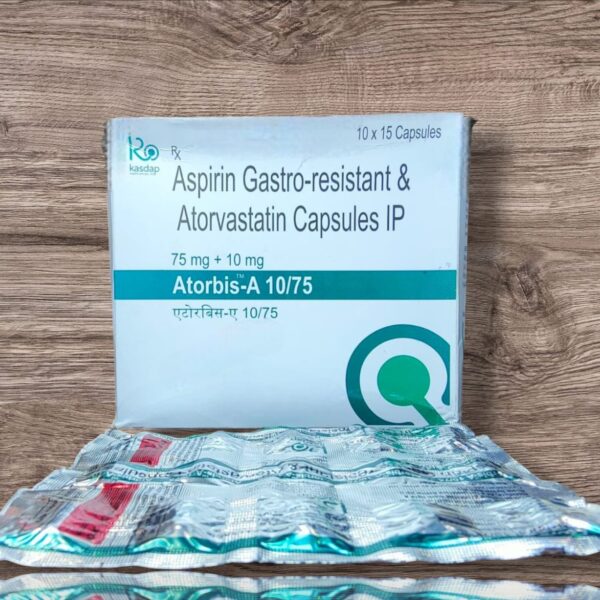 10 x 15 Capsules
kasdap
Rx
Aspirin Gastro-resistant &
Atorvastatin Capsules IP
75 mg + 10 mg
Atorbis™-A 10/75
एटोरबिस-ए 10/75